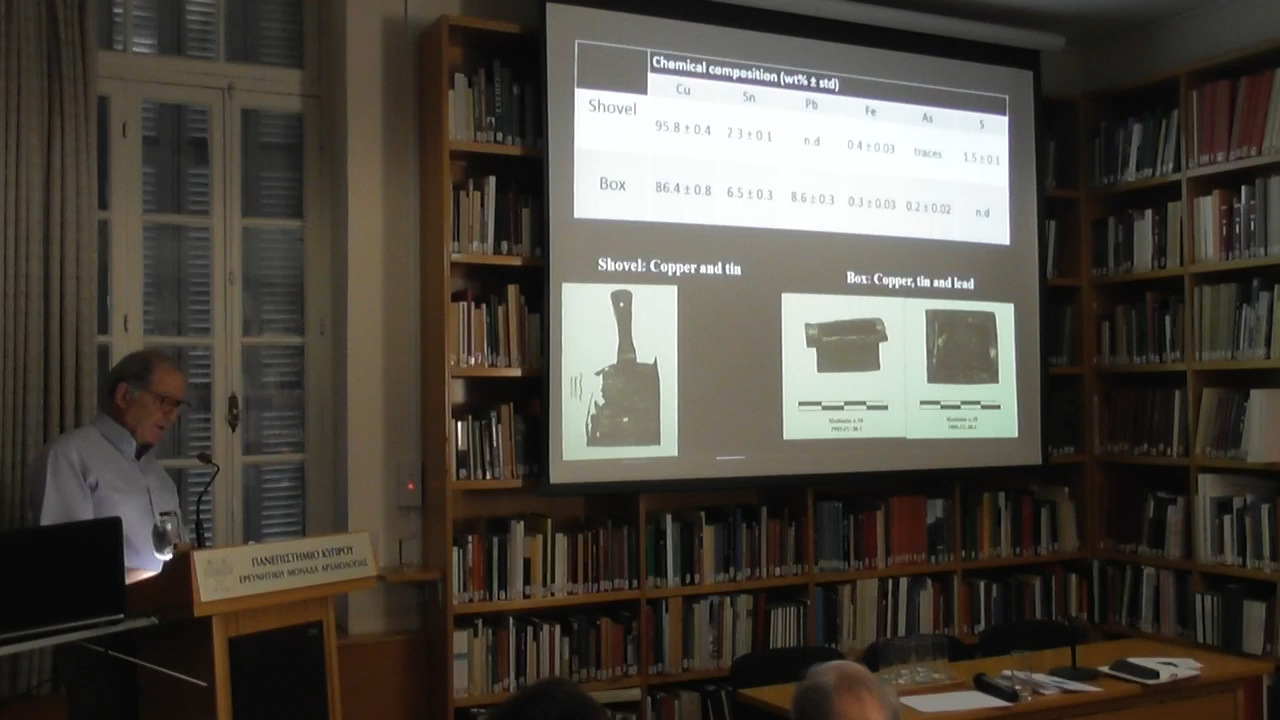 Chemical composition (wt% ± std)
Cu Sn Pb Fe As S
Shovel 95.8 ± 0.4 2.3 ± 0.1 n.d 0.4 ± 0.03 traces 1.5 ± 0.1
Box 86.4 ± 0.8 6.5 ± 0.3 8.6 ± 0.3 0.3 ± 0.03 0.2 ± 0.02 n.d
Shovel: Copper and tin
Box: Copper, tin and lead
ΠΑΝΕΠΙΣΤΗΜΙΟ ΚΥΠΡΟΥ
ΕΡΕΥΝΗΤΙΚΗ ΜΟΝΑΔΑ ΑΡΧΑΙΟΛΟΓΙΑΣ